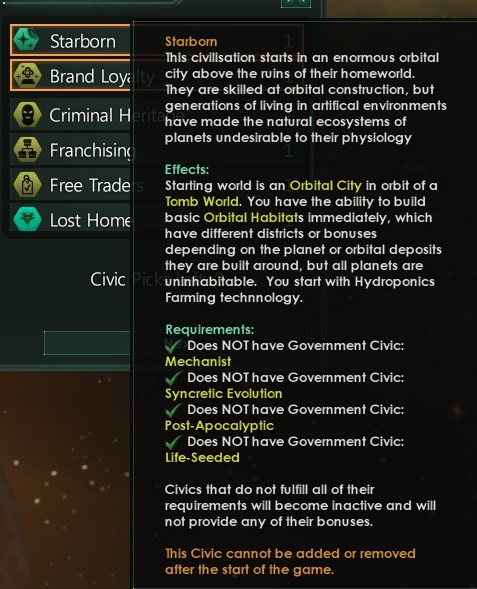 Starborn
Brand Loyalty
Criminal Heritage
Franchising
Free Traders
Lost Home
Civic Picks
Starborn
This civilisation starts in an enormous orbital
city above the ruins of their homeworld.
They are skilled at orbital construction, but
generations of living in artifical environments
have made the natural ecosystems of
planets undesirable to their physiology
Effects:
Starting world is an Orbital City in orbit of a
Tomb World. You have the ability to build
basic Orbital Habitats immediately, which
have different districts or bonuses
depending on the planet or orbital deposits
they are built around, but all planets are
uninhabitable. You start with Hydroponics
Farming technnology.
Requirements:
Does NOT have Government Civic:
Mechanist
Does NOT have Government Civic:
Syncretic Evolution
Does NOT have Government Civic:
Post-Apocalyptic
Does NOT have Government Civic:
Life-Seeded
Civics that do not fulfill all of their
requirements will become inactive and will
not provide any of their bonuses.
This Civic cannot be added or removed
after the start of the game.